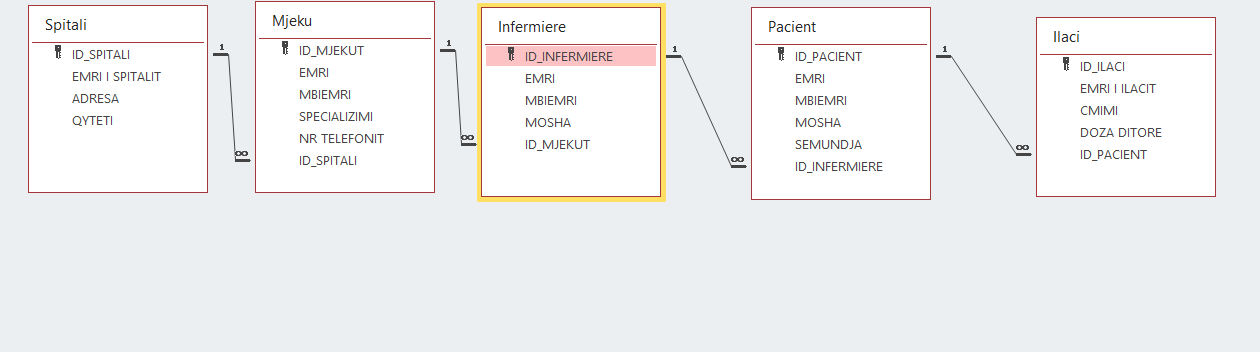 Spitali
ID_SPITALI
EMRI I SPITALIT
ADRESA
QYTETI
1
∞
Mjeku
ID_MJEKUT
EMRI
MBIEMRI
SPECIALIZIMI
NR TELEFONIT
ID_SPITALI
1
∞
Infermiere
ID_INFERMIERE
EMRI
MBIEMRI
MOSHA
ID_MJEKUT
1
∞
Pacient
ID_PACIENT
EMRI
MBIEMRI
MOSHA
SEMUNDJA
ID_INFERMIERE
1
∞
Ilaci
ID_ILACI
EMRI I ILACIT
CMIMI
DOZA DITORE
ID_PACIENT